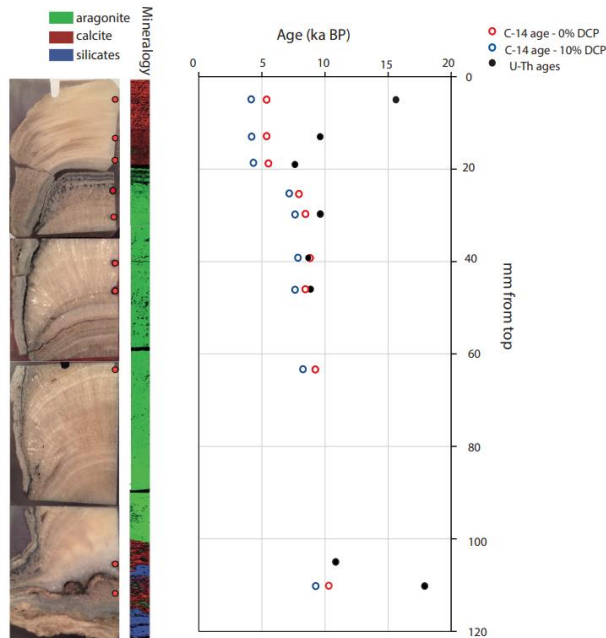 aragonite
calcite
silicates
Mineralogy
Age (ka BP)
C-14 age - 0% DCP
C-14 age - 10% DCP
U-Th ages
0 5 10 15 20
0
20
40
60
80
100
120
mm from top